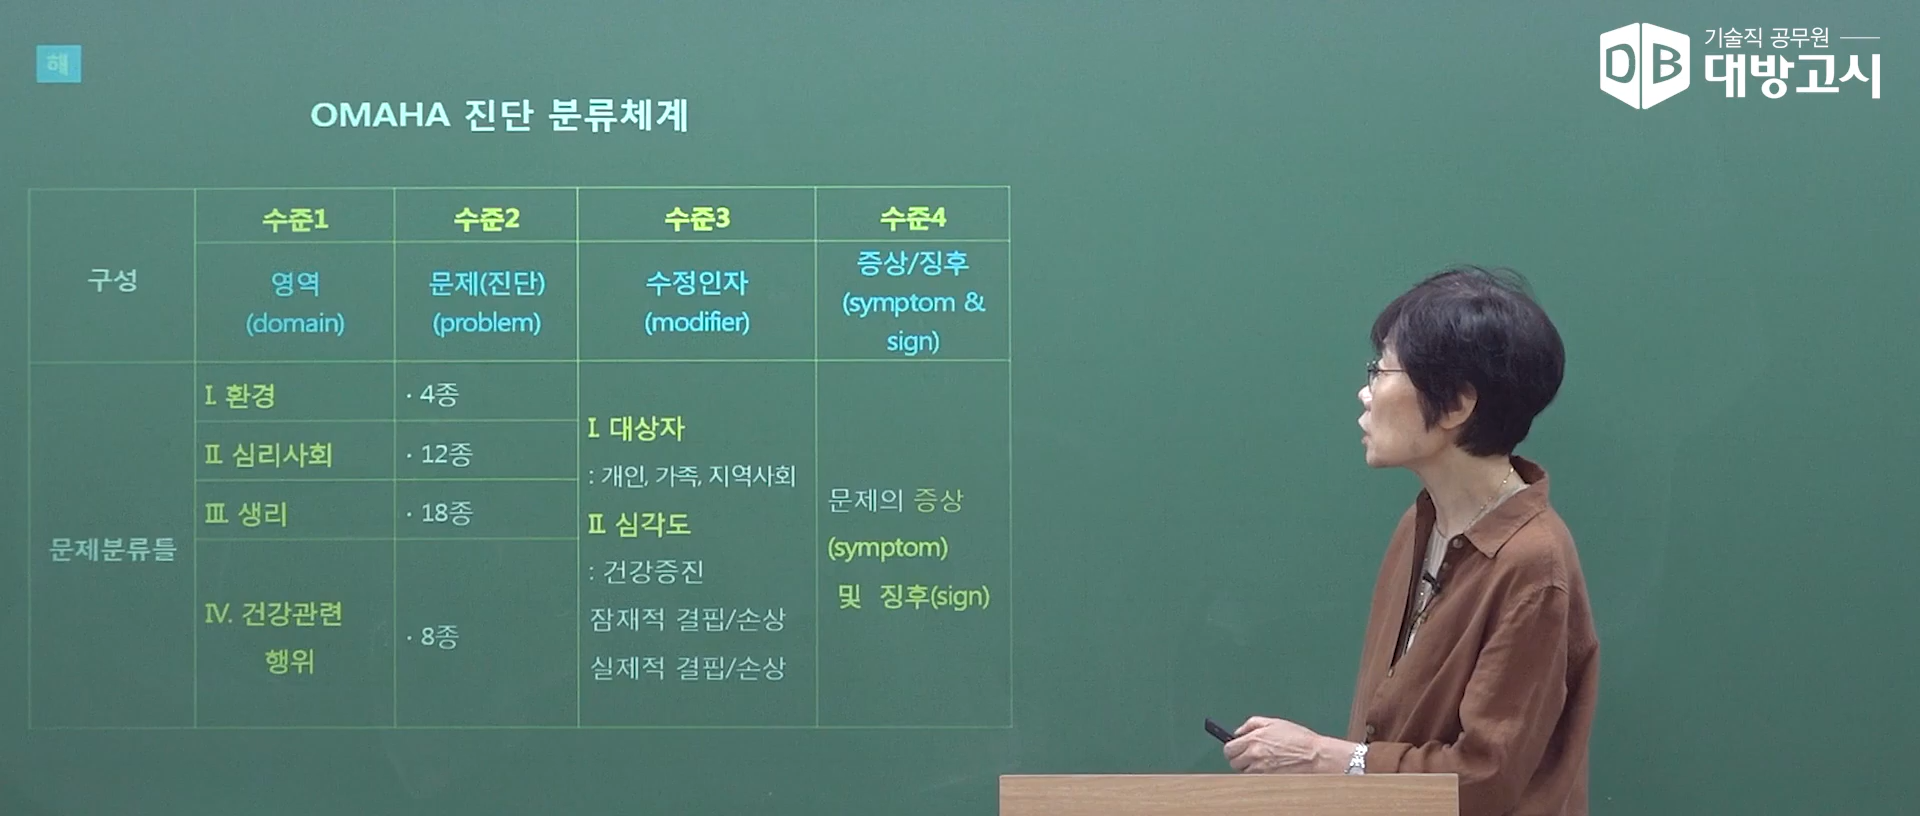 해
기술직 공무원
DB 대방고시
OMAHA 진단 분류체계
구성
수준1
수준2
수준3
수준4
영역
(domain)
문제(진단)
(problem)
수정인자
(modifier)
증상/징후
(symptom &
sign)
문제분류틀
Ⅰ. 환경
· 4종
Ⅱ. 심리사회
· 12종
Ⅲ. 생리
· 18종
Ⅳ. 건강관련
행위
· 8종
Ⅰ. 대상자
: 개인, 가족, 지역사회
Ⅱ. 심각도
: 건강증진
잠재적 결핍/손상
실제적 결핍/손상
문제의 증상
(symptom)
및 징후(sign)